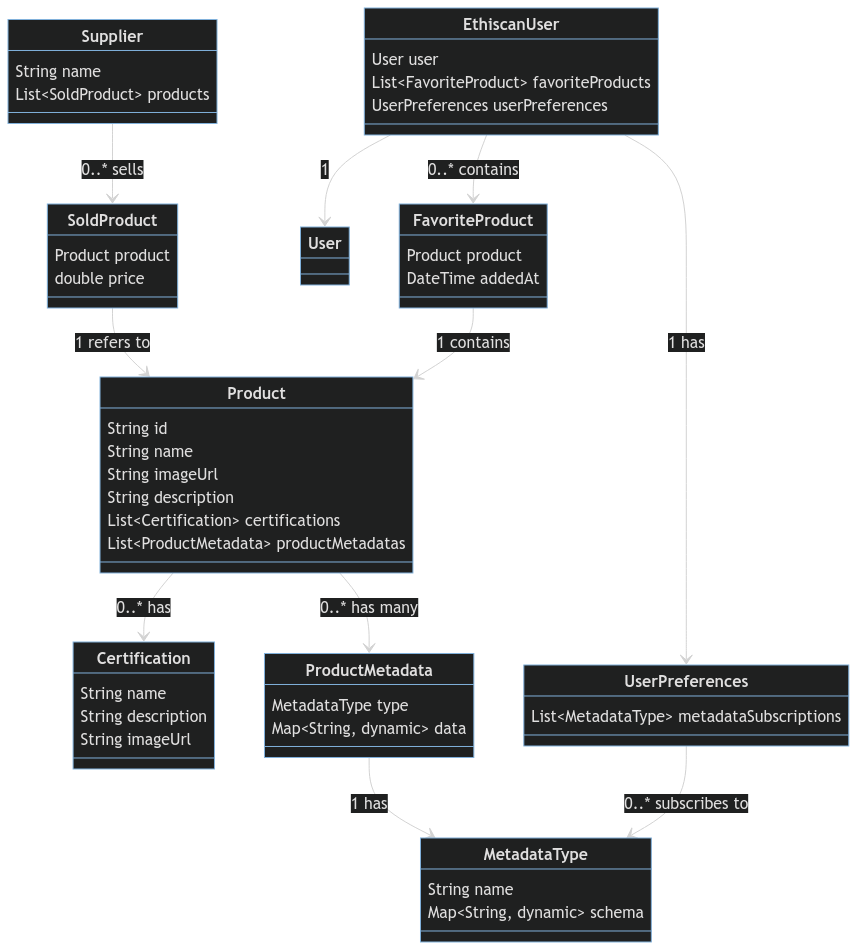 Supplier
String name
List<SoldProduct> products
EthiscanUser
User user
List<FavoriteProduct> favoriteProducts
UserPreferences userPreferences
0..* sells
1
0..* contains
SoldProduct
Product product
double price
User
FavoriteProduct
Product product
DateTime addedAt
1 refers to
1 contains
1 has
Product
String id
String name
String imageUrl
String description
List<Certification> certifications
List<ProductMetadata> productMetadatas
0..* has
0..* has many
Certification
String name
String description
String imageUrl
ProductMetadata
MetadataType type
Map<String, dynamic> data
UserPreferences
List<MetadataType> metadataSubscriptions
1 has
0..* subscribes to
MetadataType
String name
Map<String, dynamic> schema